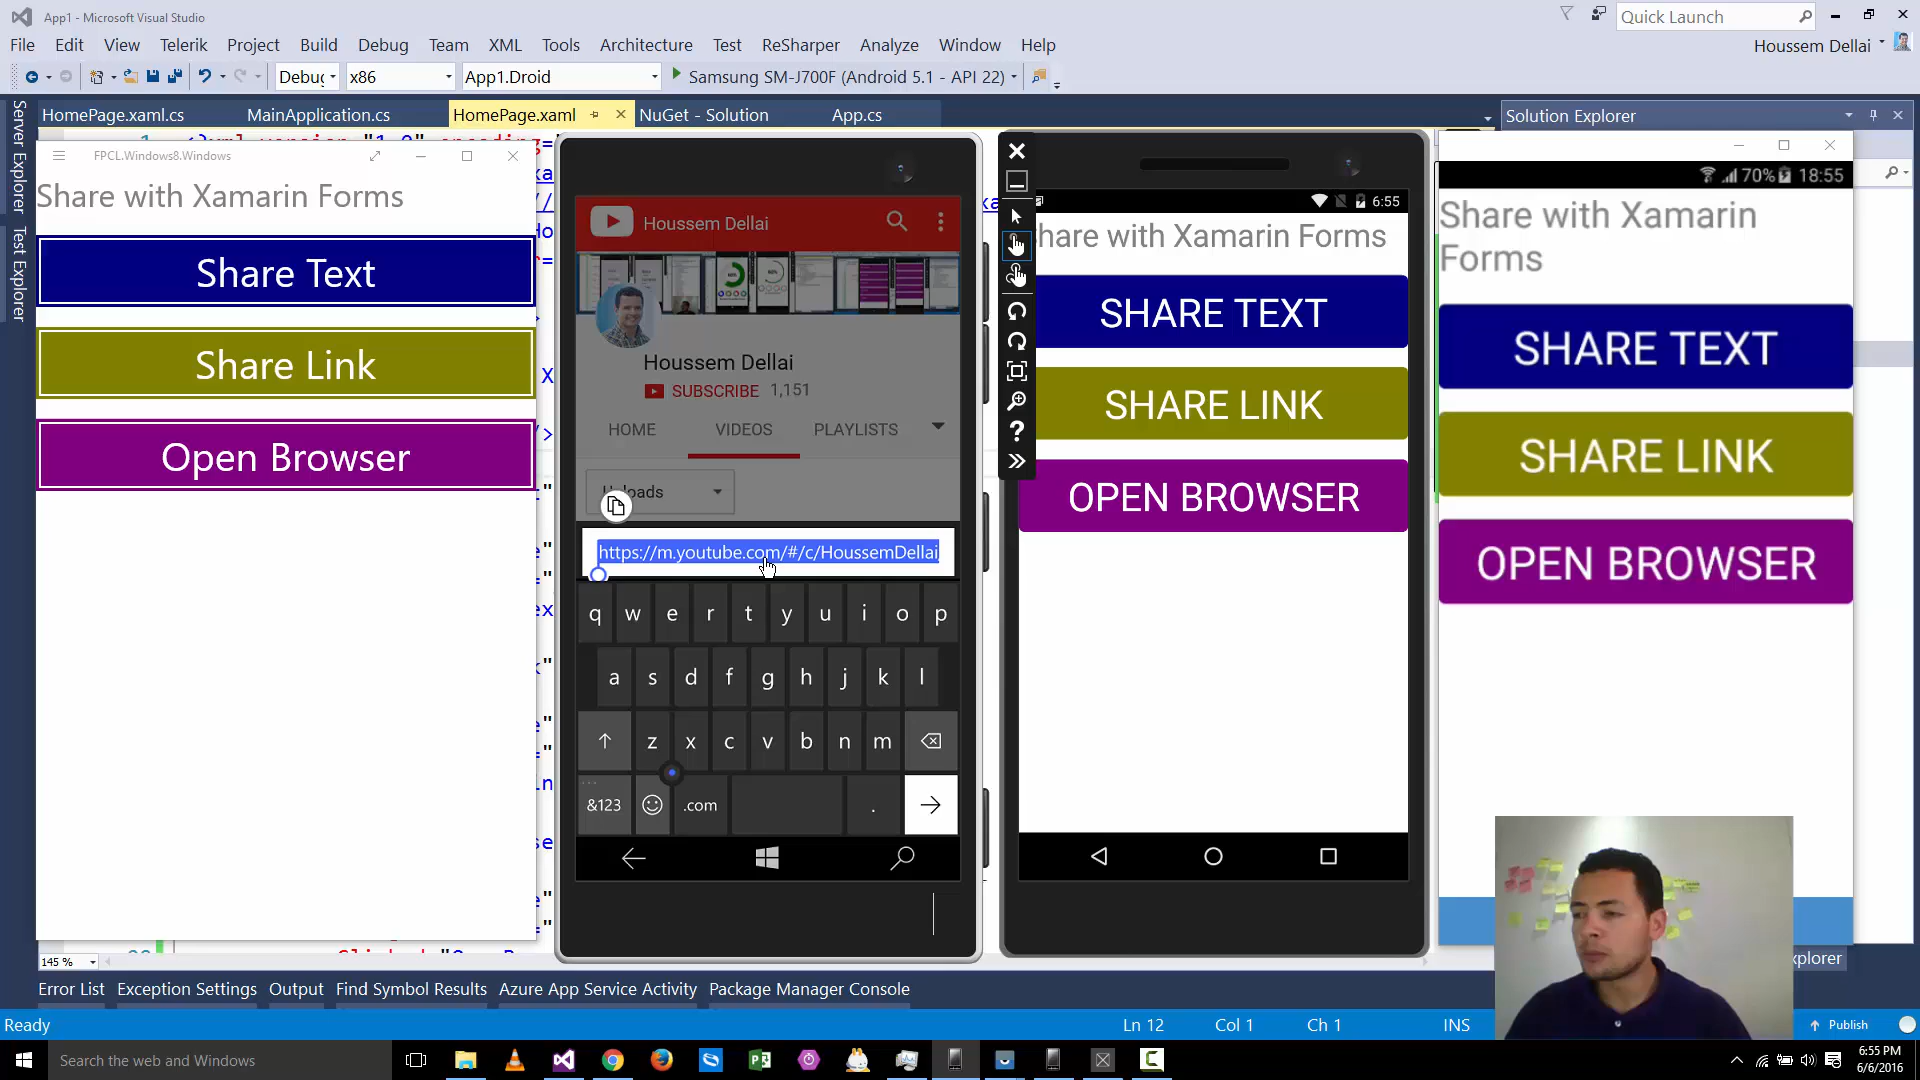 App1 - Microsoft Visual Studio
Quick Launch
File Edit View Telerik Project Build Debug Team XML Tools Architecture Test ReSharper Analyze Window Help
Houssem Dellai
Debug x86 App1.Droid Samsung SM-J700F (Android 5.1 - API 22)
HomePage.xaml.cs MainApplication.cs HomePage.xaml NuGet - Solution App.cs
Solution Explorer
Server Explorer
Test Explorer
FPCL.Windows8.Windows
Share with Xamarin Forms
Share Text
Share Link
Open Browser
Houssem Dellai
Houssem Dellai
SUBSCRIBE 1,151
HOME VIDEOS PLAYLISTS
Uploads
https://m.youtube.com/#/c/HoussemDellai
q w e r t y u i o p
a s d f g h j k l
z x c v b n m
&123 .com .
6:55
Share with Xamarin Forms
SHARE TEXT
SHARE LINK
OPEN BROWSER
70% 18:55
Share with Xamarin
Forms
SHARE TEXT
SHARE LINK
OPEN BROWSER
145 %
xplorer
Error List Exception Settings Output Find Symbol Results Azure App Service Activity Package Manager Console
Ready Ln 12 Col 1 Ch 1 INS Publish
Search the web and Windows
6:55 PM
6/6/2016